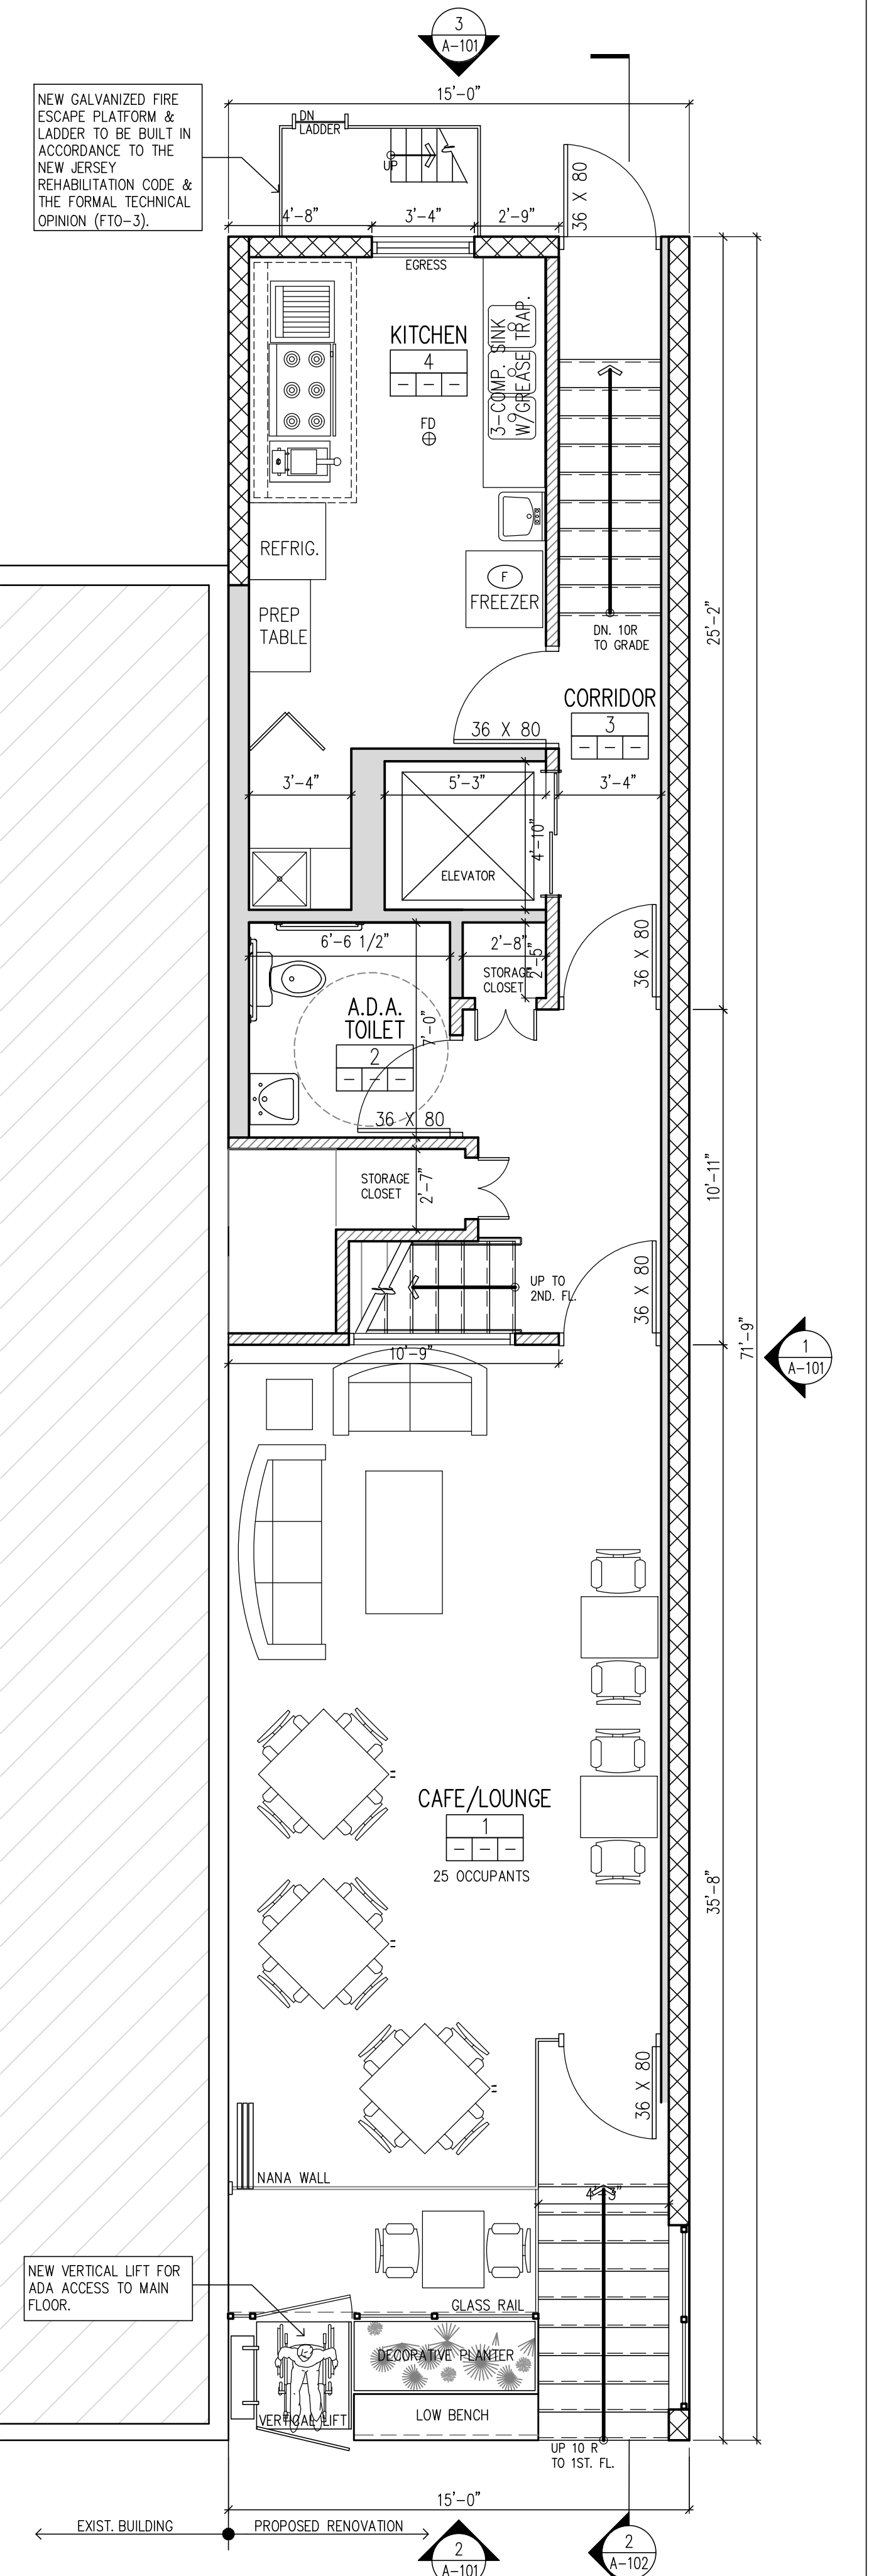 3
A-101
15'-0"
NEW GALVANIZED FIRE
ESCAPE PLATFORM &
LADDER TO BE BUILT IN
ACCORDANCE TO THE
NEW JERSEY
REHABILITATION CODE &
THE FORMAL TECHNICAL
OPINION (FTO-3).
DN
LADDER
UP
36 X 80
4'-8"
3'-4"
2'-9"
EGRESS
KITCHEN
4
- - -
3-COMP. SINK
W/GREASE TRAP.
FD
REFRIG.
F
FREEZER
PREP
TABLE
DN. 10R
TO GRADE
25'-2"
CORRIDOR
3
- - -
36 X 80
3'-4"
5'-3"
3'-4"
4'-10"
ELEVATOR
6'-6 1/2"
2'-8"
2'-5"
STORAGE
CLOSET
36 X 80
A.D.A.
TOILET
2
- - -
7'-0"
36 X 80
STORAGE
CLOSET
2'-7"
10'-11"
UP TO
2ND. FL.
36 X 80
10'-9"
71'-9"
1
A-101
CAFE/LOUNGE
1
- - -
25 OCCUPANTS
35'-8"
36 X 80
NANA WALL
4'-3"
NEW VERTICAL LIFT FOR
ADA ACCESS TO MAIN
FLOOR.
GLASS RAIL
DECORATIVE PLANTER
VERTICAL LIFT
LOW BENCH
UP 10 R
TO 1ST. FL.
15'-0"
EXIST. BUILDING
PROPOSED RENOVATION
2
A-101
2
A-102